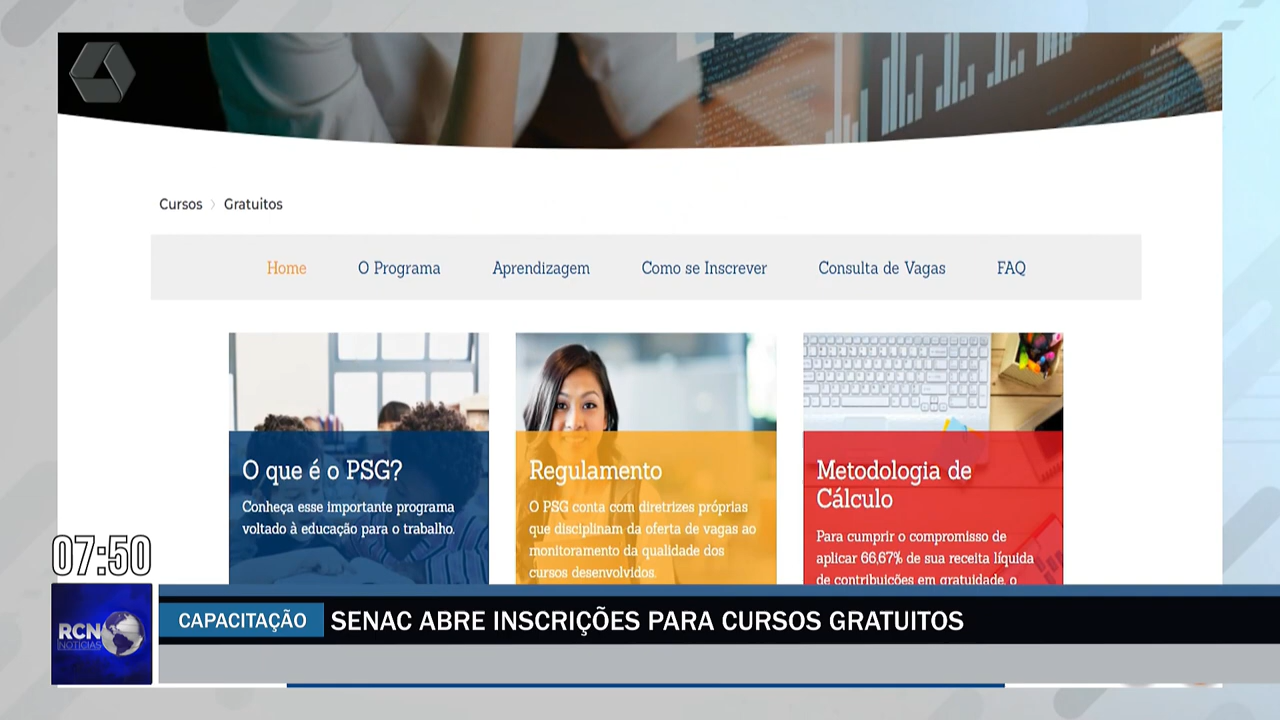 Cursos > Gratuitos
Home O Programa Aprendizagem Como se Inscrever Consulta de Vagas FAQ
O que é o PSG?
Conheça esse importante programa
voltado à educação para o trabalho.
Regulamento
O PSG conta com diretrizes próprias
que disciplinam da oferta de vagas ao
monitoramento da qualidade dos
cursos desenvolvidos.
Metodologia de
Cálculo
Para cumprir o compromisso de
aplicar 66,67% de sua receita líquida
de contribuições em gratuidade, o
07:50
RCN
NOTÍCIAS
CAPACITAÇÃO SENAC ABRE INSCRIÇÕES PARA CURSOS GRATUITOS